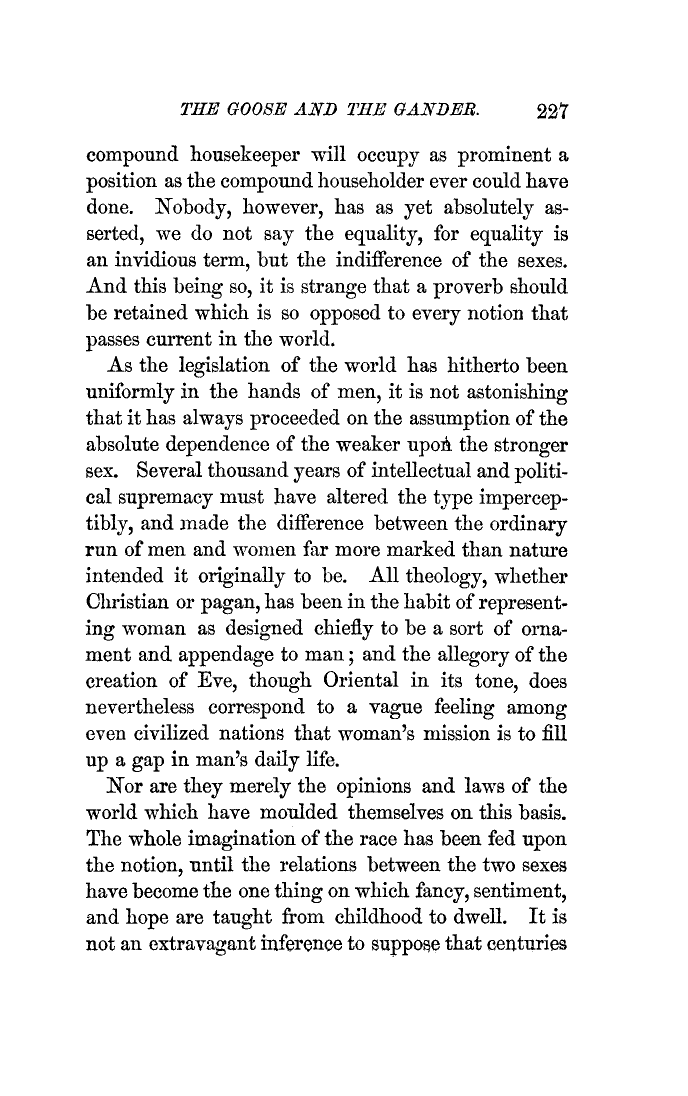 THE GOOSE AND THE GANDER. 227
compound housekeeper will occupy as prominent a
position as the compound householder ever could have
done. Nobody, however, has as yet absolutely as-
serted, we do not say the equality, for equality is
an invidious term, but the indifference of the sexes.
And this being so, it is strange that a proverb should
be retained which is so opposed to every notion that
passes current in the world.
As the legislation of the world has hitherto been
uniformly in the hands of men, it is not astonishing
that it has always proceeded on the assumption of the
absolute dependence of the weaker upon the stronger
sex. Several thousand years of intellectual and politi-
cal supremacy must have altered the type impercep-
tibly, and made the difference between the ordinary
run of men and women far more marked than nature
intended it originally to be. All theology, whether
Christian or pagan, has been in the habit of represent-
ing woman as designed chiefly to be a sort of orna-
ment and appendage to man; and the allegory of the
creation of Eve, though Oriental in its tone, does
nevertheless correspond to a vague feeling among
even civilized nations that woman's mission is to fill
up a gap in man's daily life.
Nor are they merely the opinions and laws of the
world which have moulded themselves on this basis.
The whole imagination of the race has been fed upon
the notion, until the relations between the two sexes
have become the one thing on which fancy, sentiment,
and hope are taught from childhood to dwell. It is
not an extravagant inference to suppose that centuries